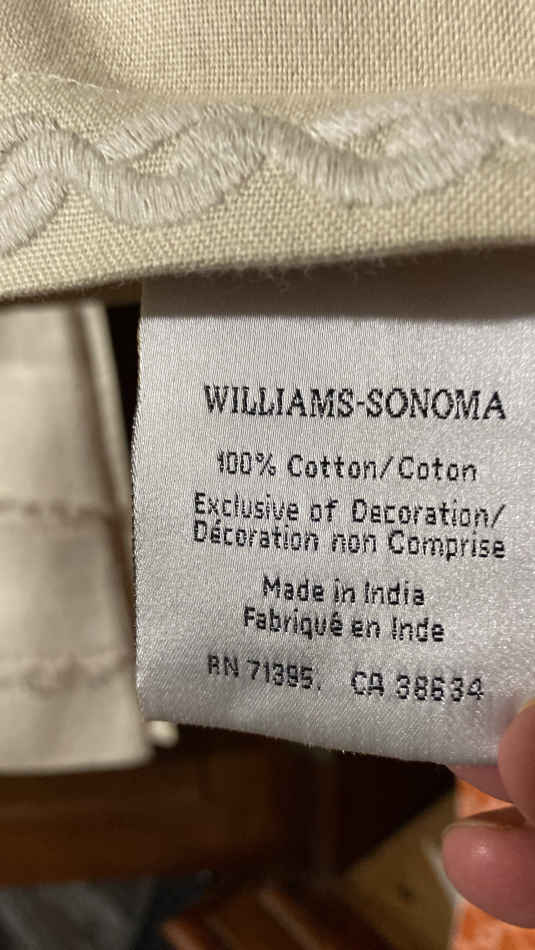 WILLIAMS-SONOMA
100% Cotton/Coton
Exclusive of Decoration/
Décoration non Comprise
Made in India
Fabriqué en Inde
RN 71395. CA 38634